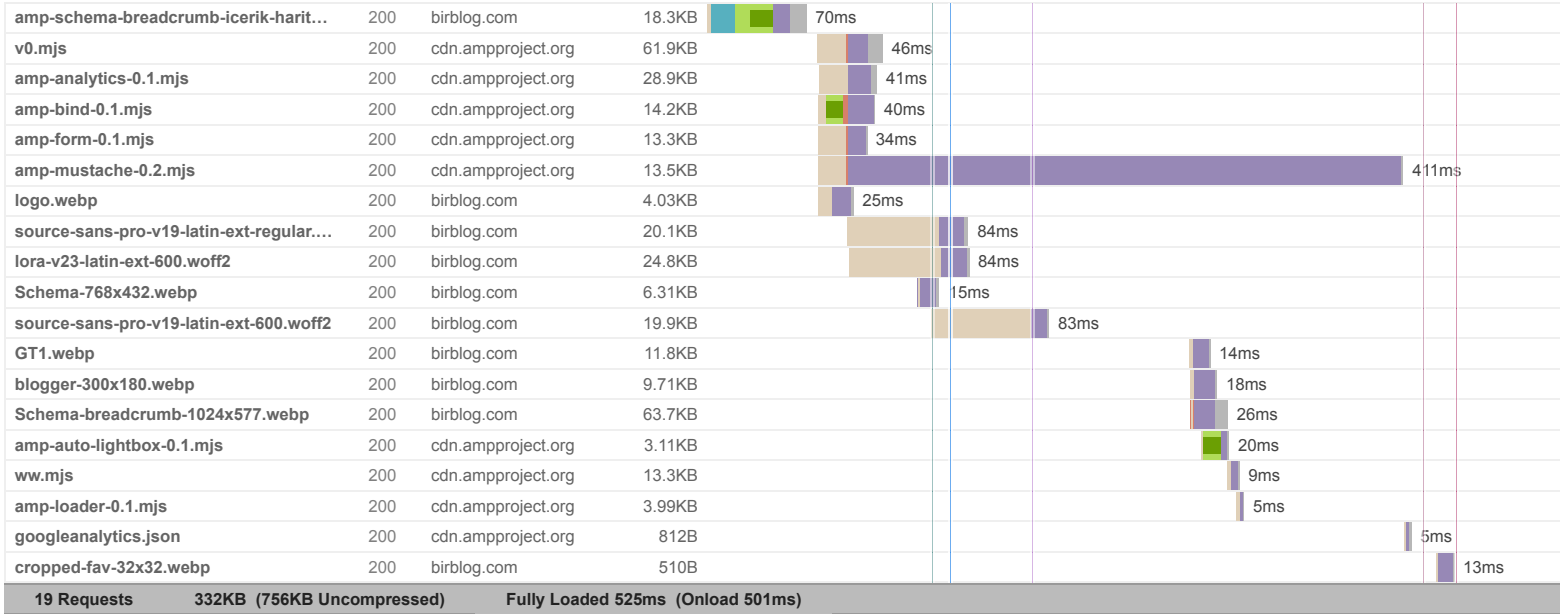 amp-schema-breadcrumb-icerik-harit… 200 birblog.com 18.3KB 70ms
v0.mjs 200 cdn.ampproject.org 61.9KB 46ms
amp-analytics-0.1.mjs 200 cdn.ampproject.org 28.9KB 41ms
amp-bind-0.1.mjs 200 cdn.ampproject.org 14.2KB 40ms
amp-form-0.1.mjs 200 cdn.ampproject.org 13.3KB 34ms
amp-mustache-0.2.mjs 200 cdn.ampproject.org 13.5KB 411ms
logo.webp 200 birblog.com 4.03KB 25ms
source-sans-pro-v19-latin-ext-regular.… 200 birblog.com 20.1KB 84ms
lora-v23-latin-ext-600.woff2 200 birblog.com 24.8KB 84ms
Schema-768x432.webp 200 birblog.com 6.31KB 15ms
source-sans-pro-v19-latin-ext-600.woff2 200 birblog.com 19.9KB 83ms
GT1.webp 200 birblog.com 11.8KB 14ms
blogger-300x180.webp 200 birblog.com 9.71KB 18ms
Schema-breadcrumb-1024x577.webp 200 birblog.com 63.7KB 26ms
amp-auto-lightbox-0.1.mjs 200 cdn.ampproject.org 3.11KB 20ms
ww.mjs 200 cdn.ampproject.org 13.3KB 9ms
amp-loader-0.1.mjs 200 cdn.ampproject.org 3.99KB 5ms
googleanalytics.json 200 cdn.ampproject.org 812B 5ms
cropped-fav-32x32.webp 200 birblog.com 510B 13ms
19 Requests 332KB (756KB Uncompressed) Fully Loaded 525ms (Onload 501ms)